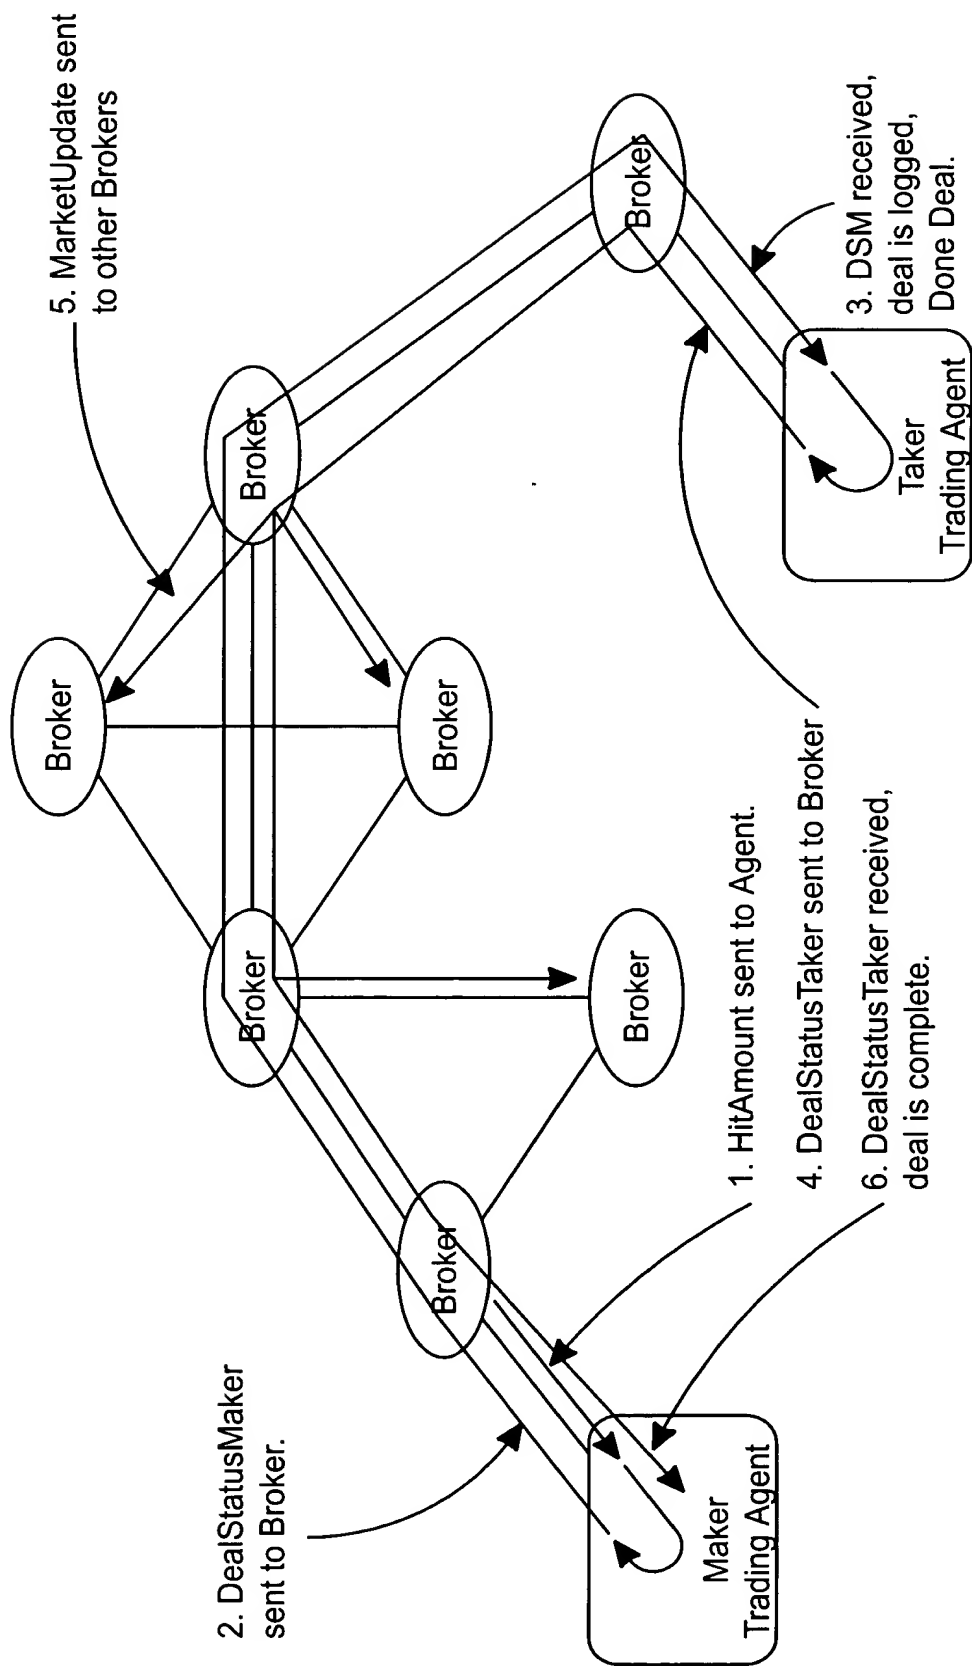 5. MarketUpdate sent
to other Brokers
Broker
Broker
Broker
Broker
Broker
Broker
Broker
2. DealStatusMaker
sent to Broker.
3. DSM received,
deal is logged,
Done Deal.
Maker
Trading Agent
Taker
Trading Agent
1. HitAmount sent to Agent.
4. DealStatusTaker sent to Broker
6. DealStatusTaker received,
deal is complete.